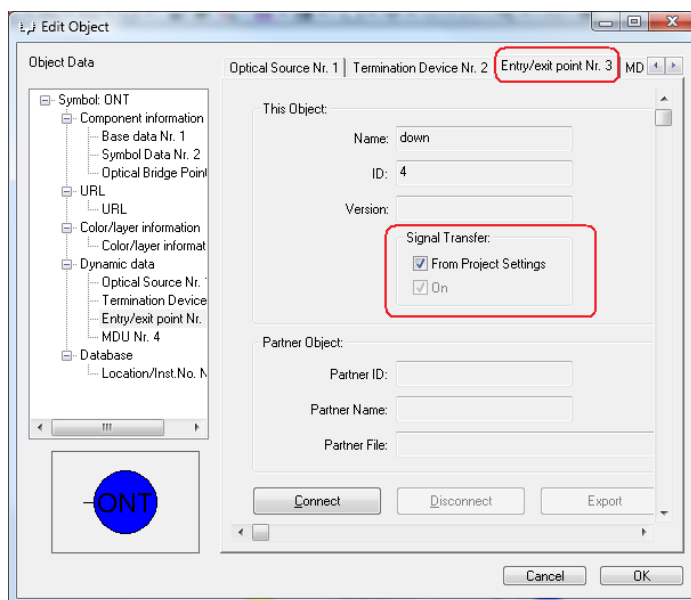 Edit Object
Object Data
Symbol: ONT
Component information
Base data Nr. 1
Symbol Data Nr. 2
Optical Bridge Point
URL
URL
Color/layer information
Color/layer informat
Dynamic data
Optical Source Nr. 1
Termination Device
Entry/exit point Nr.
MDU Nr. 4
Database
Location/Inst.No. N
ONT
Optical Source Nr. 1 Termination Device Nr. 2 Entry/exit point Nr. 3 MD
This Object:
Name: down
ID: 4
Version:
Signal Transfer:
From Project Settings
On
Partner Object:
Partner ID:
Partner Name:
Partner File:
Connect Disconnect Export
Cancel OK